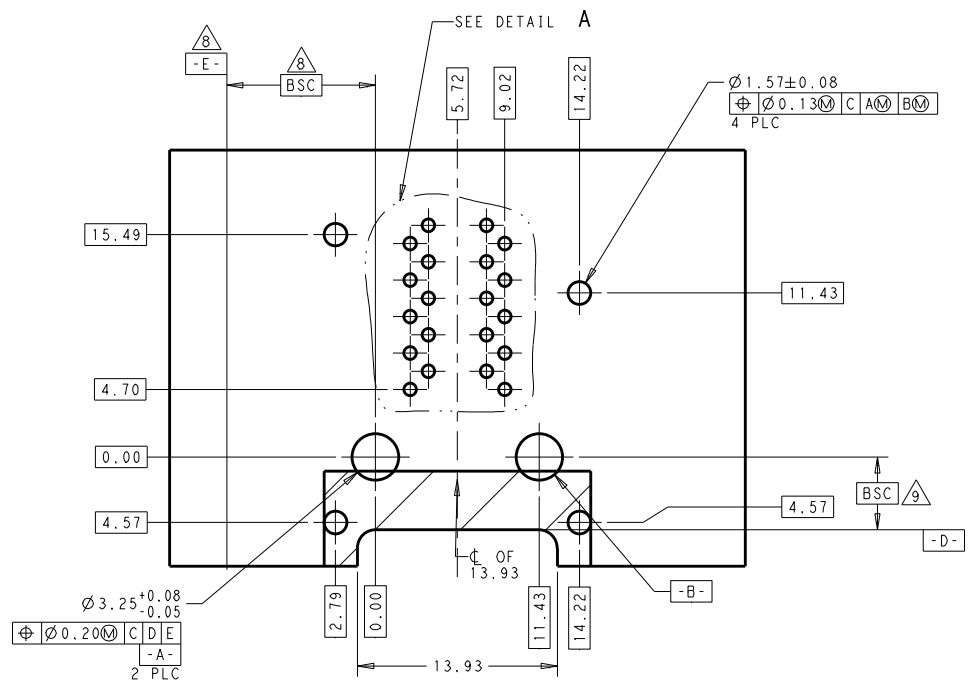 SEE DETAIL A
8
-E-
8
BSC
5.72
9.02
14.22
Ø1.57±0.08
⌖ Ø0.13Ⓜ C AⓂ BⓂ
4 PLC
15.49
11.43
4.70
0.00
4.57
4.57
BSC 9
-D-
℄ OF
13.93
-B-
Ø3.25 +0.08
-0.05
⌖ Ø0.20Ⓜ C D E
-A-
2 PLC
2.79
0.00
11.43
14.22
13.93